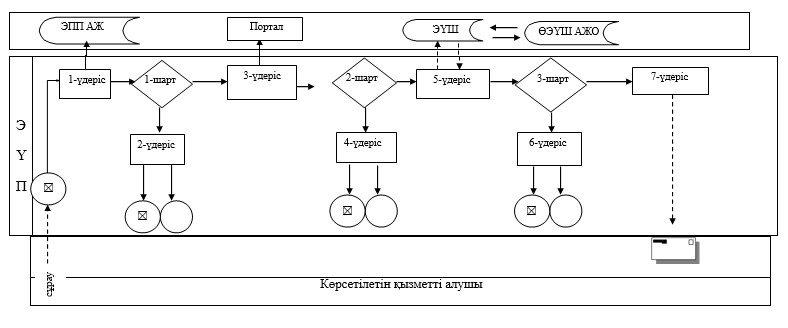 ЭПП АЖ
Портал
ЭҮШ
ӨЭҮШ АЖО
1-үдеріс
1-шарт
3-үдеріс
2-шарт
5-үдеріс
3-шарт
7-үдеріс
2-үдеріс
4-үдеріс
6-үдеріс
Э
Ү
П
сұрау
Көрсетілетін қызметті алушы